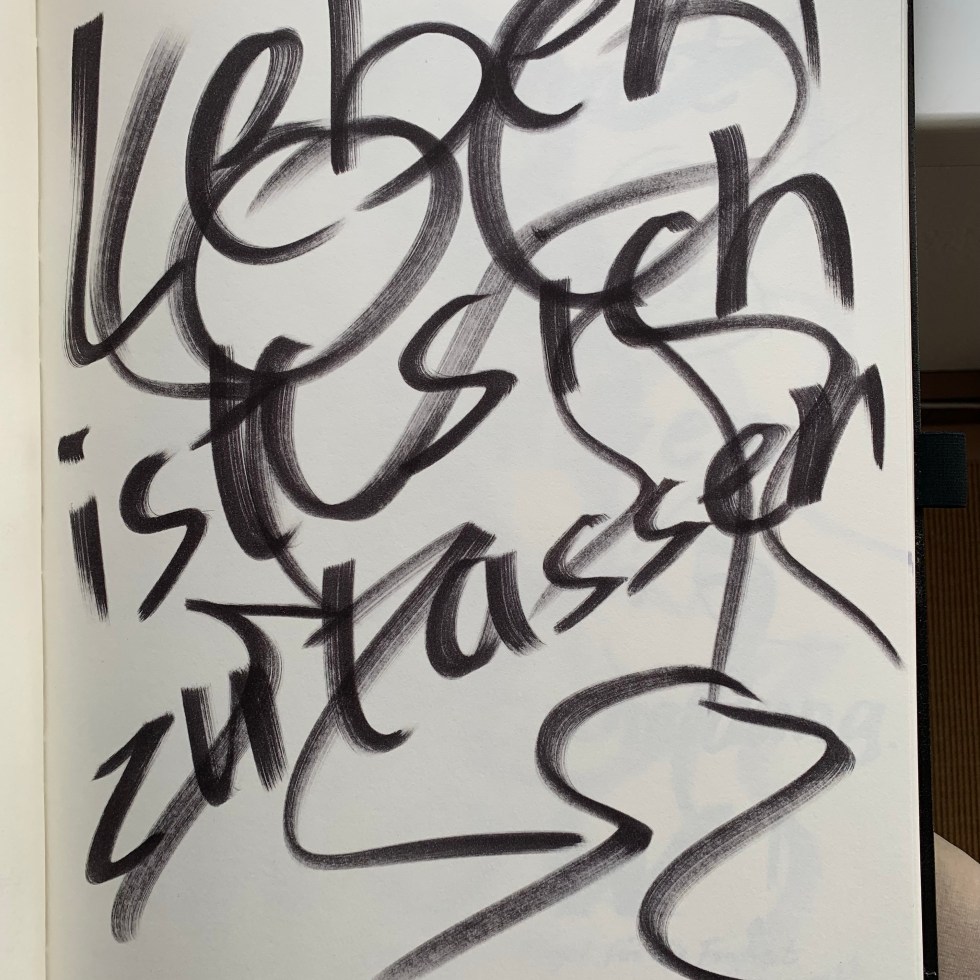 Leben
ist sich
zulassen